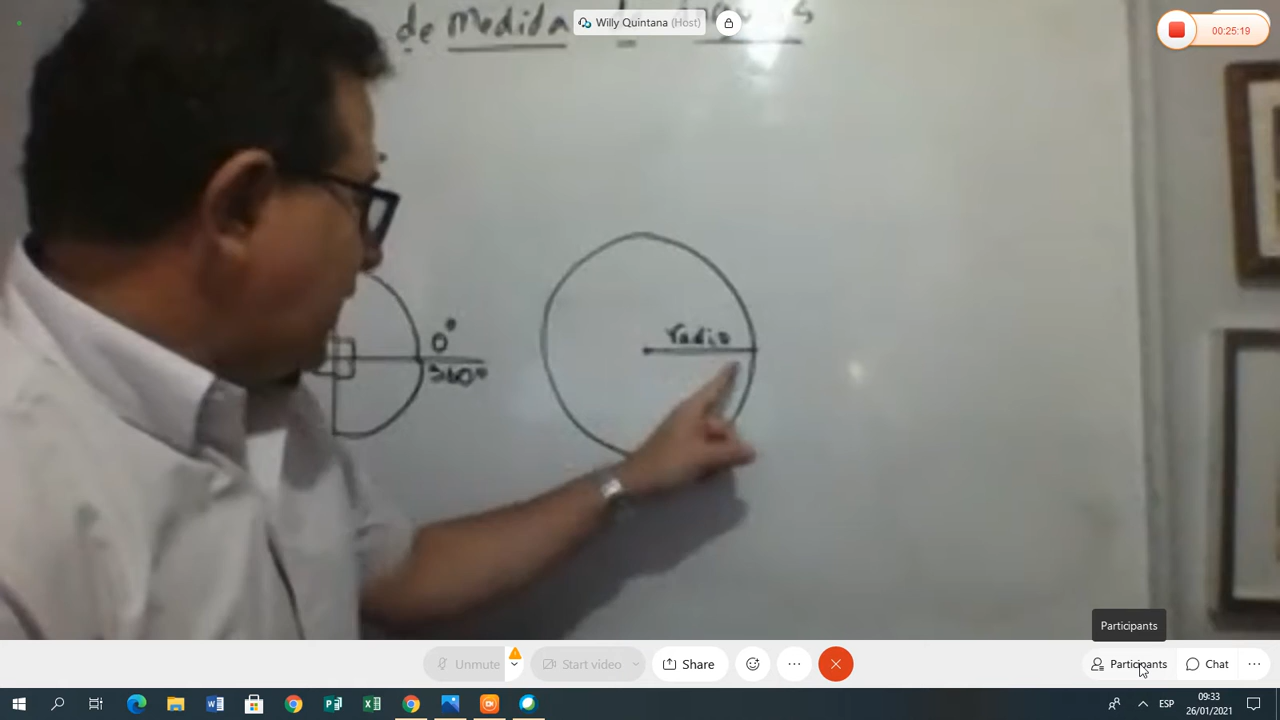 Willy Quintana (Host)
00:25:19
de Medida de
0°
360°
radio
Participants
Unmute
Start video
Share
Participants
Chat
ESP
09:33
26/01/2021